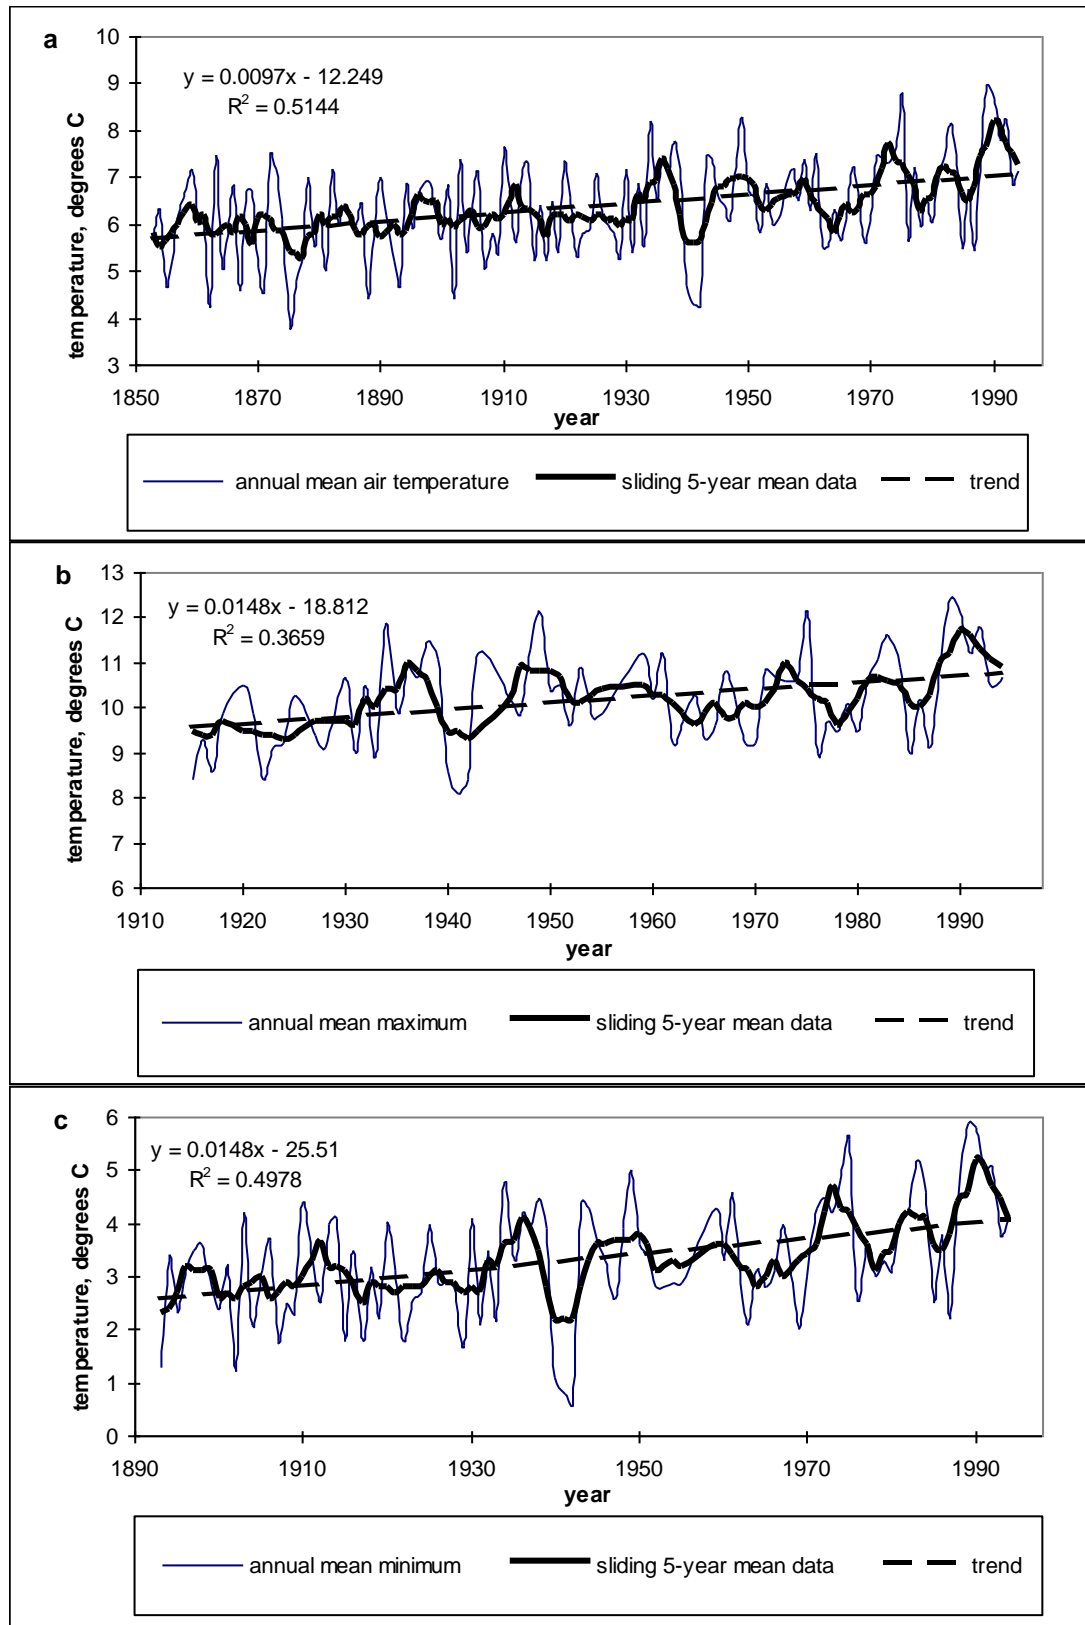 a
y = 0.0097x - 12.249
R² = 0.5144
temperature, degrees C
10
9
8
7
6
5
4
3
1850 1870 1890 1910 1930 1950 1970 1990
year
annual mean air temperature sliding 5-year mean data trend
b
y = 0.0148x - 18.812
R² = 0.3659
temperature, degrees C
13
12
11
10
9
8
7
6
1910 1920 1930 1940 1950 1960 1970 1980 1990
year
annual mean maximum sliding 5-year mean data trend
c
y = 0.0148x - 25.51
R² = 0.4978
temperature, degrees C
6
5
4
3
2
1
0
1890 1910 1930 1950 1970 1990
year
annual mean minimum sliding 5-year mean data trend